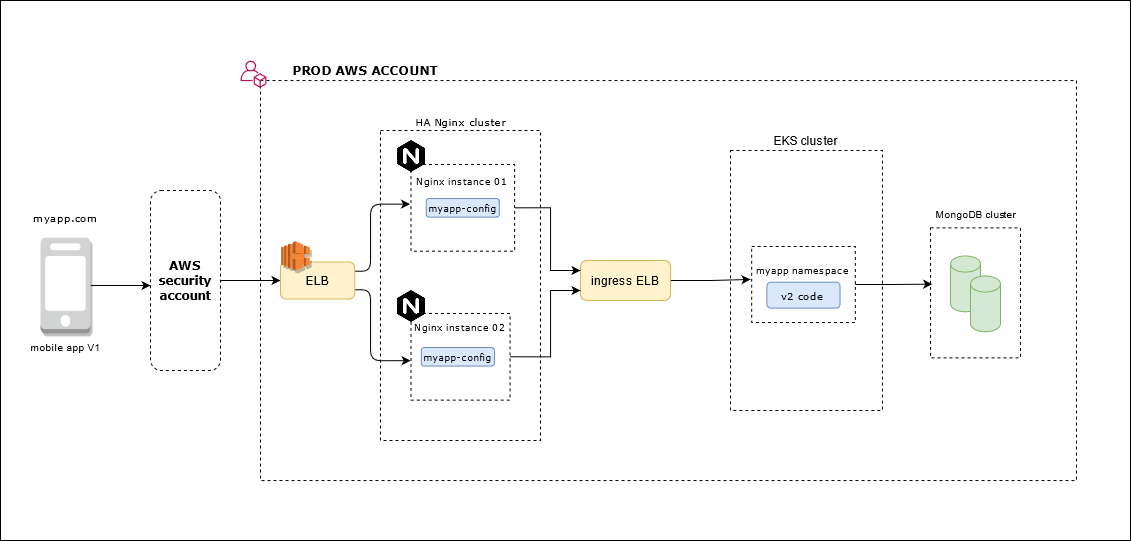 PROD AWS ACCOUNT
HA Nginx cluster
EKS cluster
N
Nginx instance 01
myapp-config
myapp.com
MongoDB cluster
AWS
security
account
ELB
ingress ELB
myapp namespace
v2 code
N
Nginx instance 02
myapp-config
mobile app V1